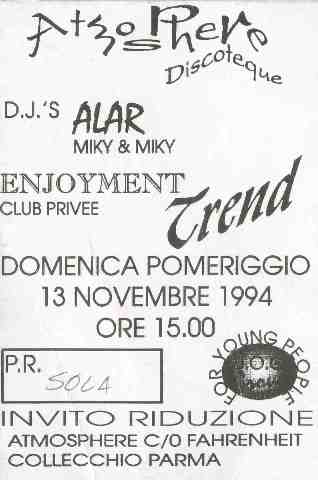 Atmosphere
Discoteque
D.J.'S ALAR
MIKY & MIKY
ENJOYMENT
CLUB PRIVEE
Trend
DOMENICA POMERIGGIO
13 NOVEMBRE 1994
ORE 15.00
P.R. SOLA
FOR YOUNG PEOPLE
INVITO RIDUZIONE
ATMOSPHERE C/0 FAHRENHEIT
COLLECCHIO PARMA